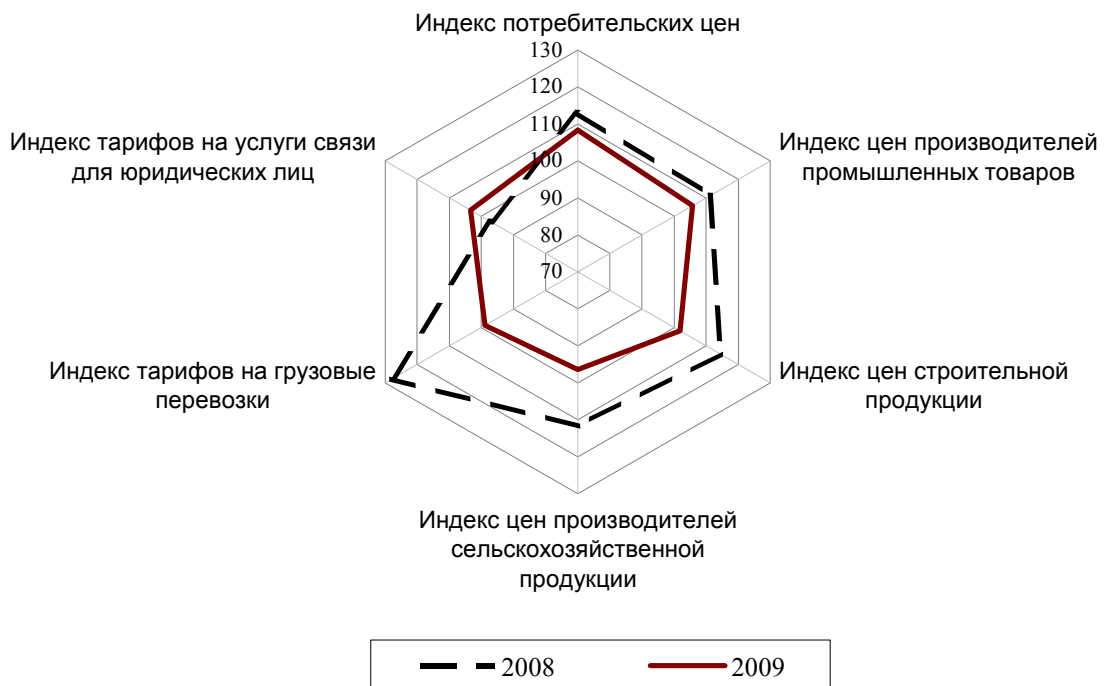 Индекс потребительских цен
130
120
110
100
90
80
70
Индекс тарифов на услуги связи
для юридических лиц
Индекс цен производителей
промышленных товаров
Индекс тарифов на грузовые
перевозки
Индекс цен строительной
продукции
Индекс цен производителей
сельскохозяйственной
продукции
2008
2009